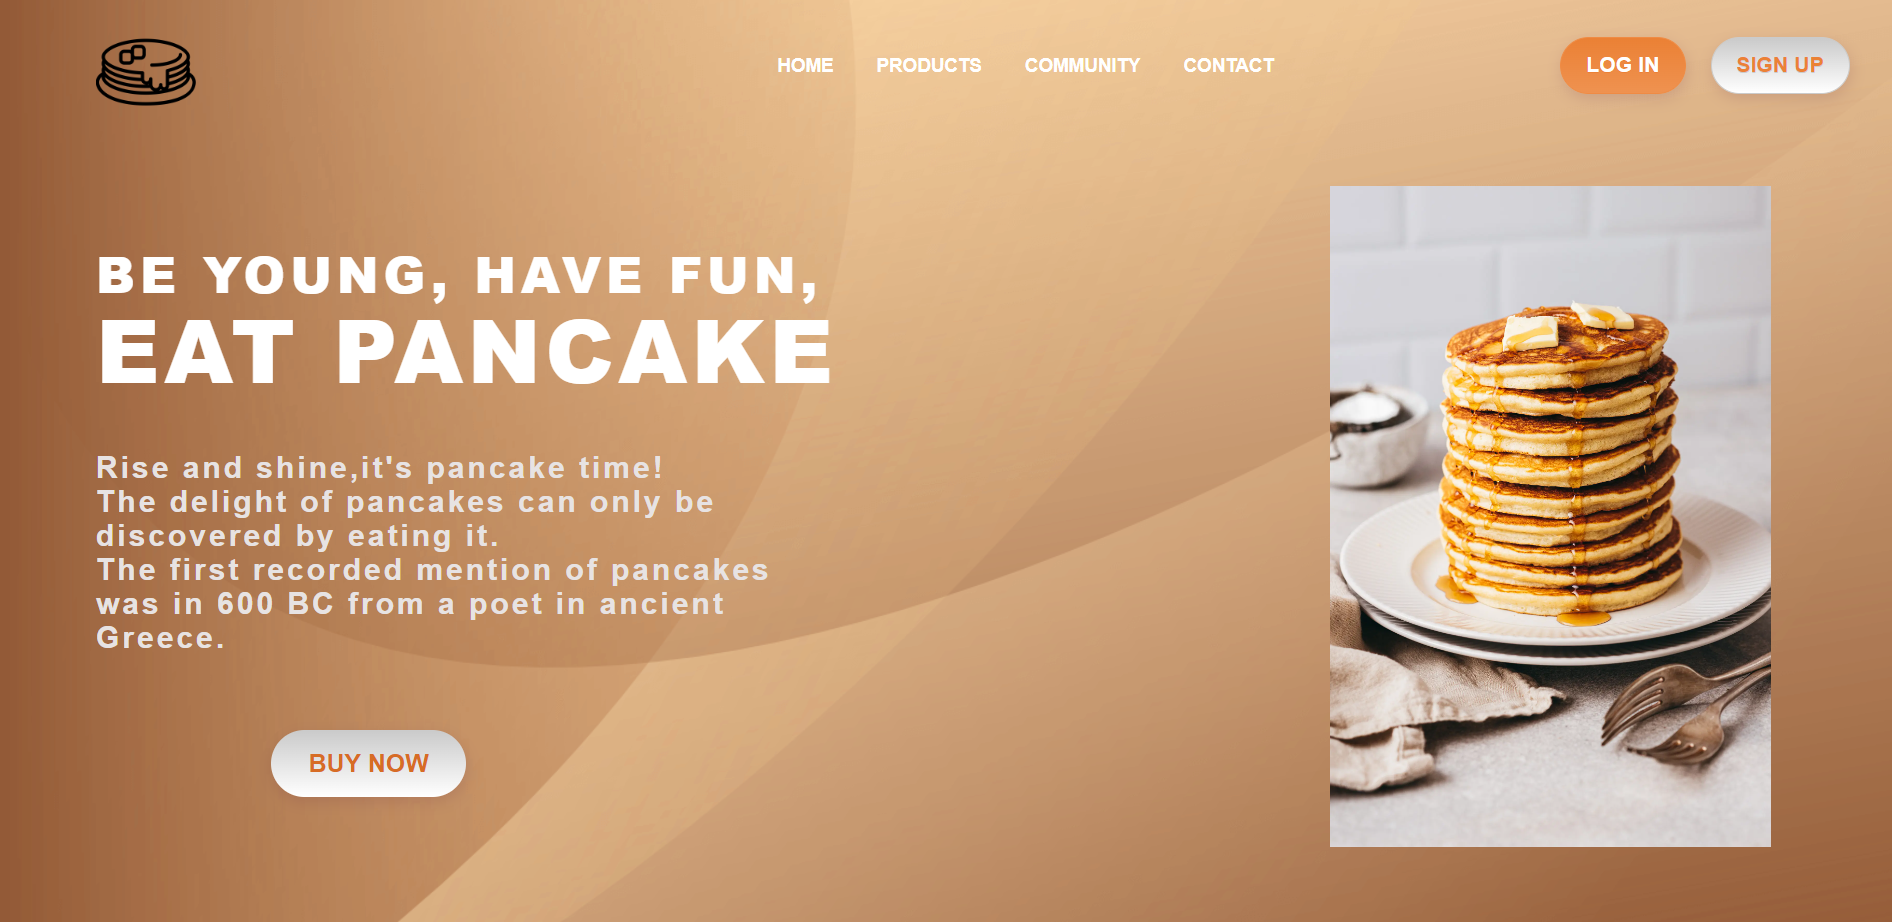 HOME PRODUCTS COMMUNITY CONTACT LOG IN SIGN UP
BE YOUNG, HAVE FUN,
EAT PANCAKE
Rise and shine,it's pancake time!
The delight of pancakes can only be
discovered by eating it.
The first recorded mention of pancakes
was in 600 BC from a poet in ancient
Greece.
BUY NOW